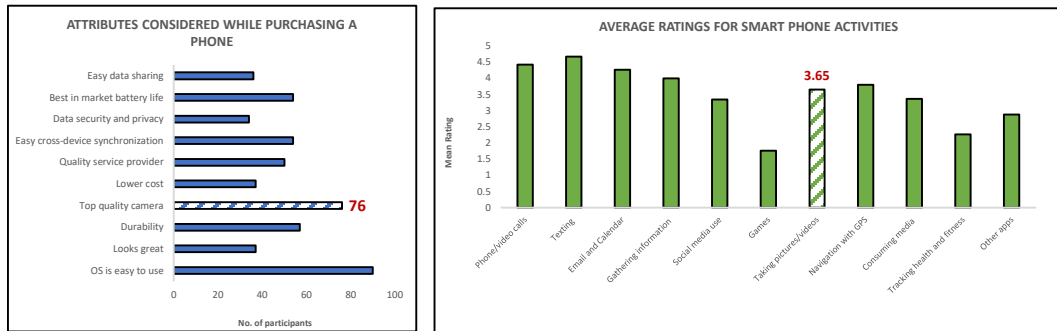 ATTRIBUTES CONSIDERED WHILE PURCHASING A
PHONE
Easy data sharing
Best in market battery life
Data security and privacy
Easy cross-device synchronization
Quality service provider
Lower cost
Top quality camera
76
Durability
Looks great
OS is easy to use
0
20
40
60
80
100
No. of participants
AVERAGE RATINGS FOR SMART PHONE ACTIVITIES
5
4.5
4
3.5
3
2.5
2
1.5
1
0.5
0
Mean Rating
3.65
Phone/video calls
Texting
Email and Calendar
Gathering information
Social media use
Games
Taking pictures/videos
Navigation with GPS
Consuming media
Tracking health and fitness
Other apps